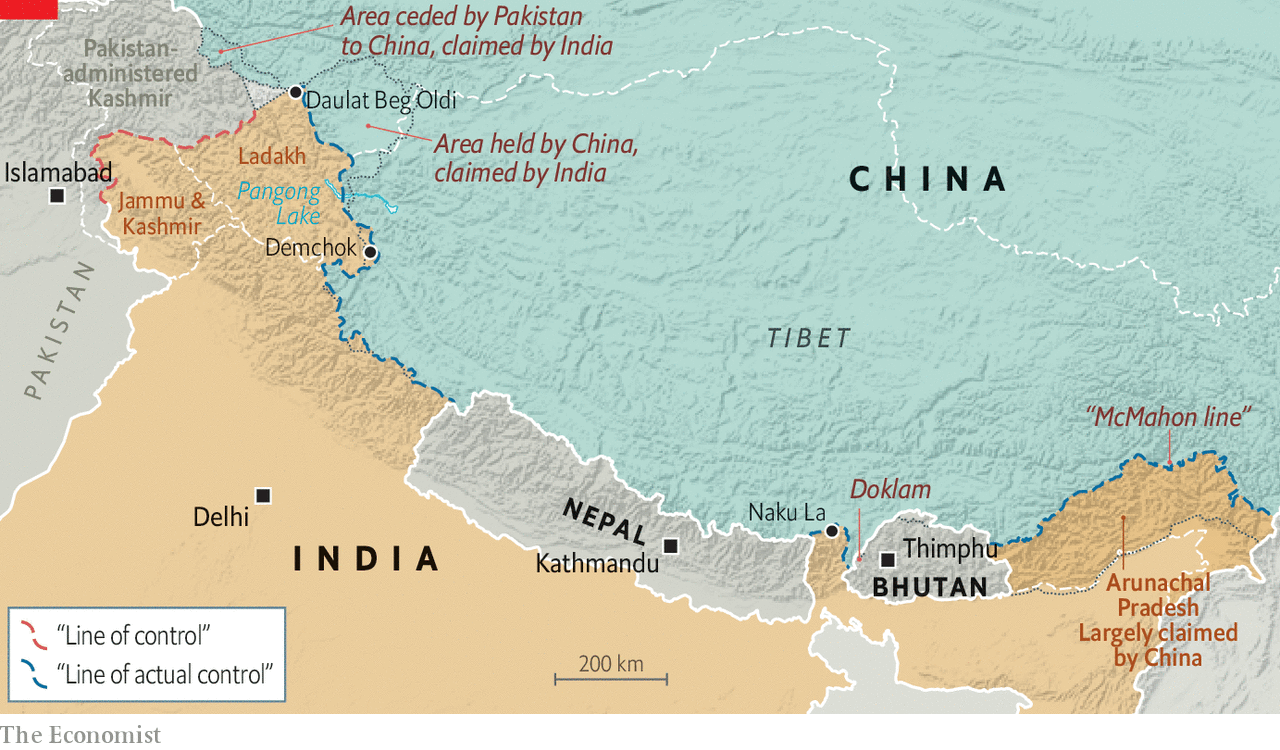 Area ceded by Pakistan
to China, claimed by India
Pakistan-
administered
Kashmir
Daulat Beg Oldi
Area held by China,
claimed by India
Ladakh
Islamabad
Pangong
Lake
Jammu &
Kashmir
Demchok
CHINA
PAKISTAN
TIBET
"McMahon line"
Delhi
INDIA
NEPAL
Kathmandu
Naku La
Doklam
Thimphu
BHUTAN
Arunachal
Pradesh
Largely claimed
by China
"Line of control"
"Line of actual control"
200 km
The Economist